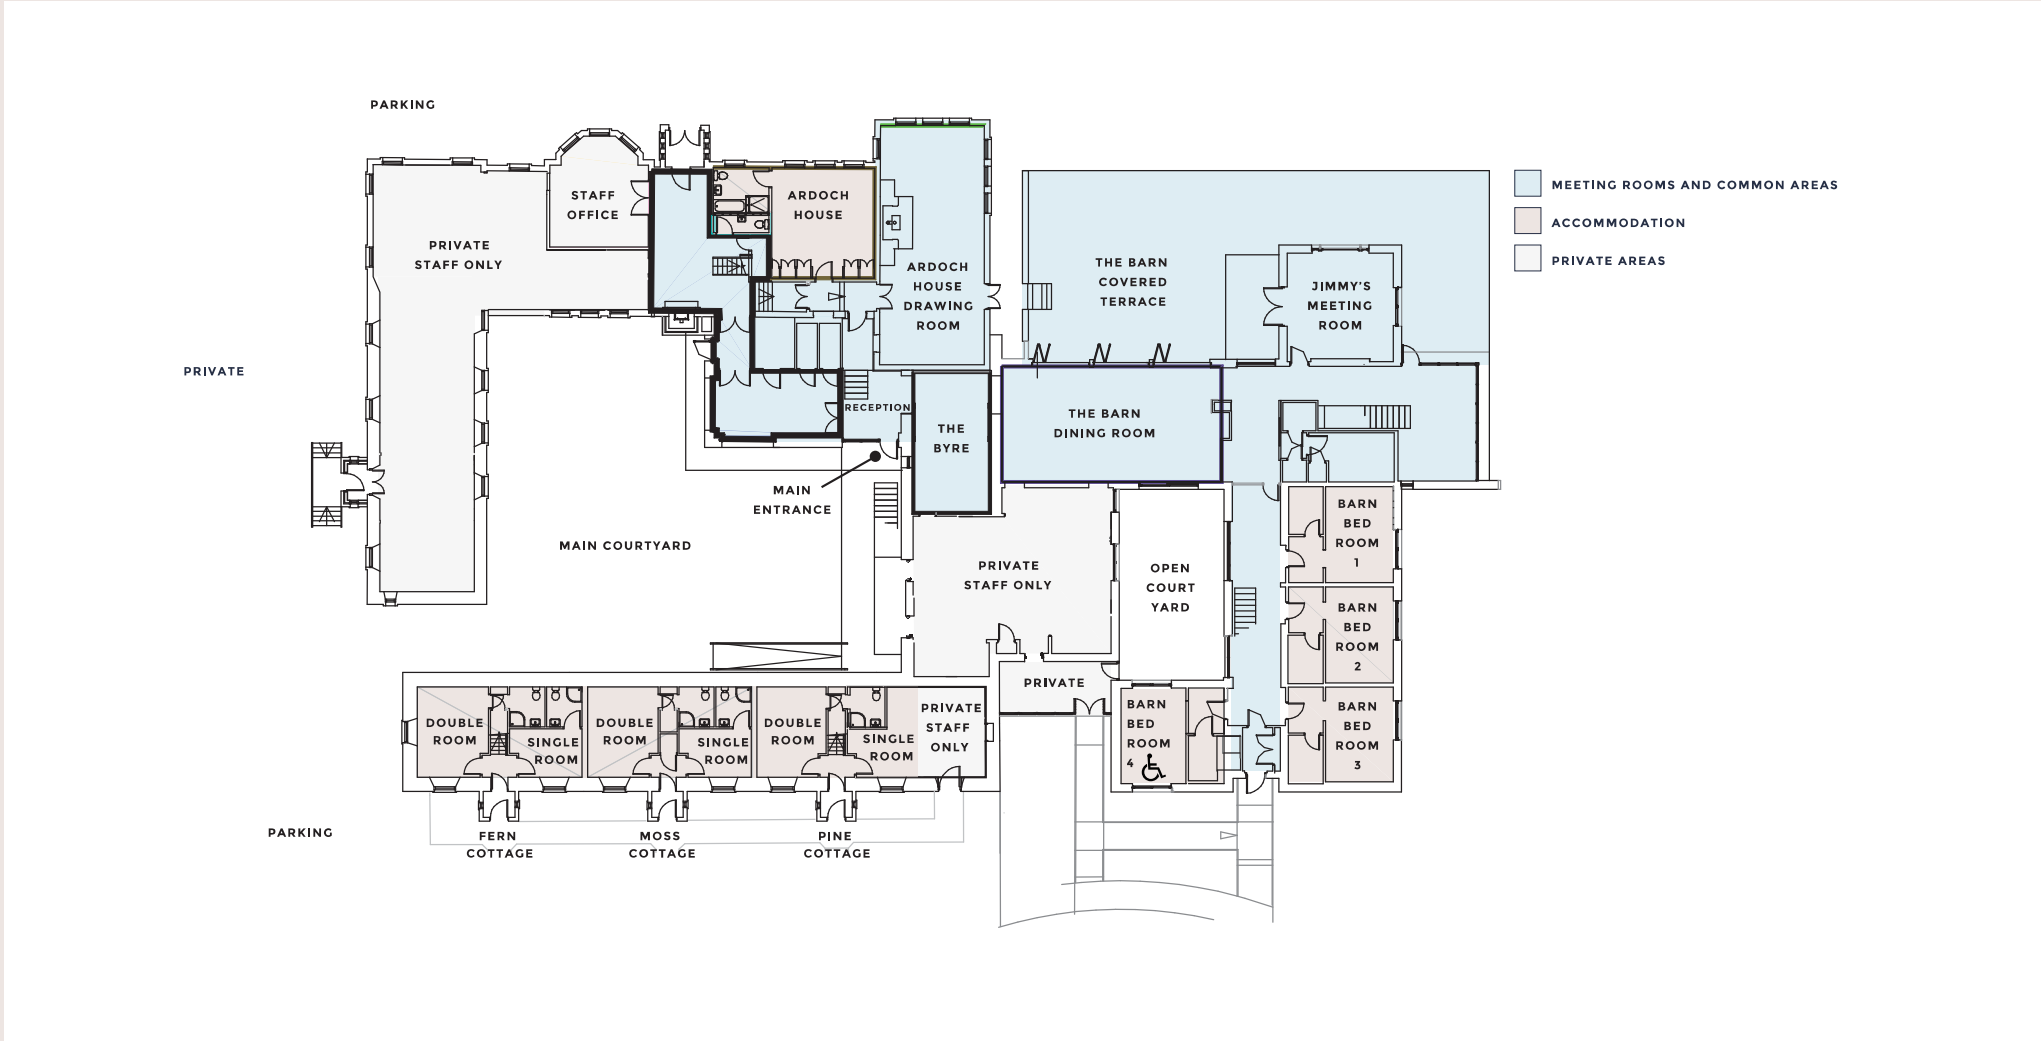 PARKING
MEETING ROOMS AND COMMON AREAS
ACCOMMODATION
PRIVATE AREAS
STAFF
OFFICE
ARDOCH
HOUSE
PRIVATE
STAFF ONLY
ARDOCH
HOUSE
DRAWING
ROOM
THE BARN
COVERED
TERRACE
JIMMY'S
MEETING
ROOM
PRIVATE
RECEPTION
THE
BYRE
THE BARN
DINING ROOM
MAIN
ENTRANCE
MAIN COURTYARD
PRIVATE
STAFF ONLY
OPEN
COURT
YARD
BARN
BED
ROOM
1
BARN
BED
ROOM
2
BARN
BED
ROOM
3
PRIVATE
BARN
BED
ROOM
4
DOUBLE
ROOM
SINGLE
ROOM
DOUBLE
ROOM
SINGLE
ROOM
DOUBLE
ROOM
SINGLE
ROOM
PRIVATE
STAFF
ONLY
PARKING
FERN
COTTAGE
MOSS
COTTAGE
PINE
COTTAGE